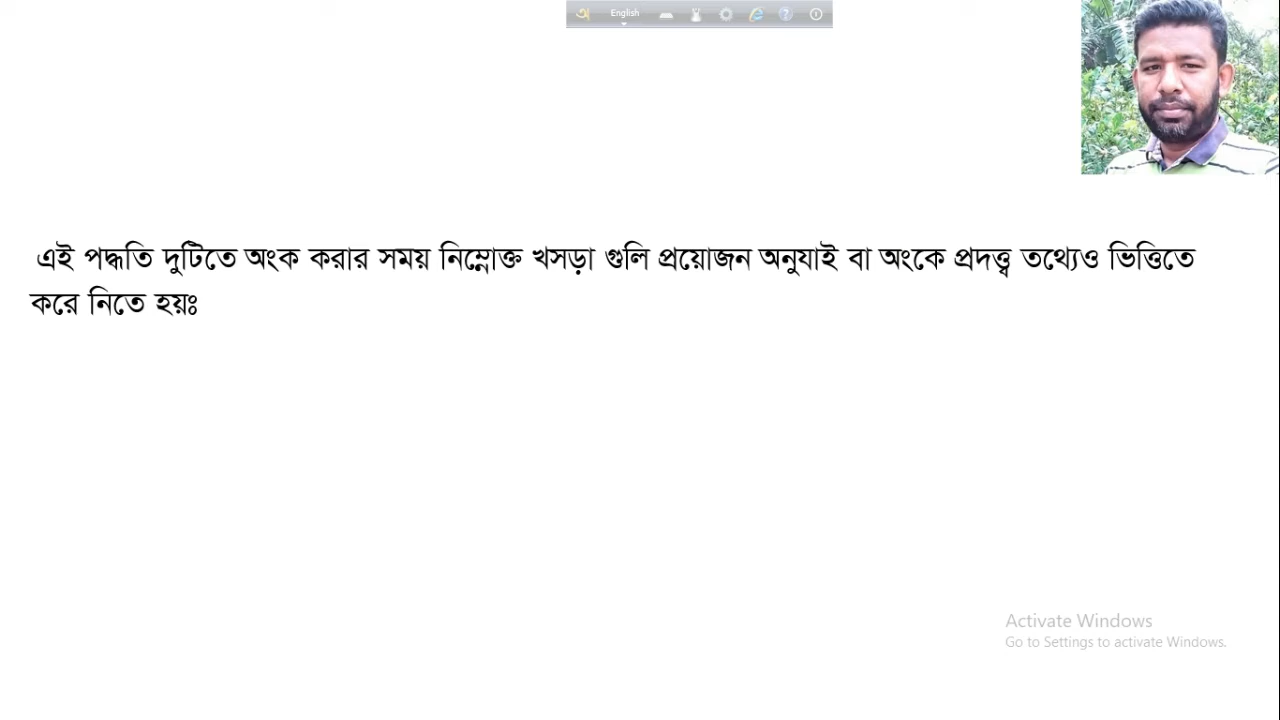 English
এই পদ্ধতি দুটিতে অংক করার সময় নিম্নোক্ত খসড়া গুলি প্রয়োজন অনুযাই বা অংকে প্রদত্ত্ব তথ্যেও ভিত্তিতে
করে নিতে হয়ঃ
Activate Windows
Go to Settings to activate Windows.